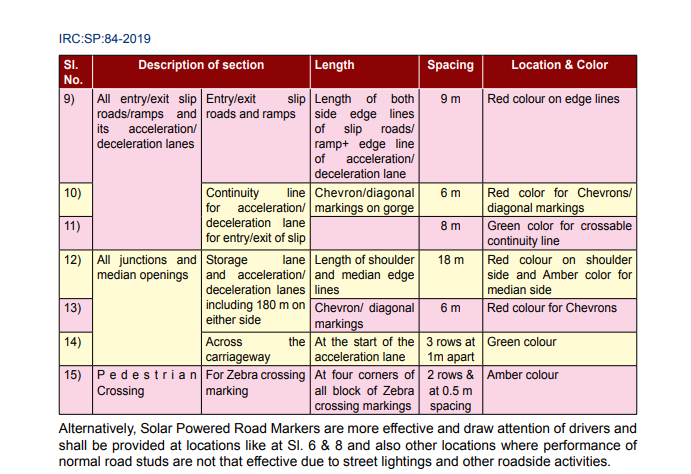 IRC:SP:84-2019
Sl. No.
Description of section
Length
Spacing
Location & Color
9)
All entry/exit slip
roads/ramps and
its acceleration/
deceleration lanes
Entry/exit slip
roads and ramps
Length of both
side edge lines
of slip roads/
ramp+ edge line
of acceleration/
deceleration lane
9 m
Red colour on edge lines
10)
Continuity line
for acceleration/
deceleration lane
for entry/exit of slip
Chevron/diagonal
markings on gorge
6 m
Red color for Chevrons/
diagonal markings
11)
8 m
Green color for crossable
continuity line
12)
All junctions and
median openings
Storage lane
and acceleration/
deceleration lanes
including 180 m on
either side
Length of shoulder
and median edge
lines
18 m
Red colour on shoulder
side and Amber color for
median side
13)
Chevron/ diagonal
markings
6 m
Red colour for Chevrons
14)
Across the
carriageway
At the start of the
acceleration lane
3 rows at
1m apart
Green colour
15)
Pedestrian
Crossing
For Zebra crossing
marking
At four corners of
all block of Zebra
crossing markings
2 rows &
at 0.5 m
spacing
Amber colour
Alternatively, Solar Powered Road Markers are more effective and draw attention of drivers and
shall be provided at locations like at Sl. 6 & 8 and also other locations where performance of
normal road studs are not that effective due to street lightings and other roadside activities.